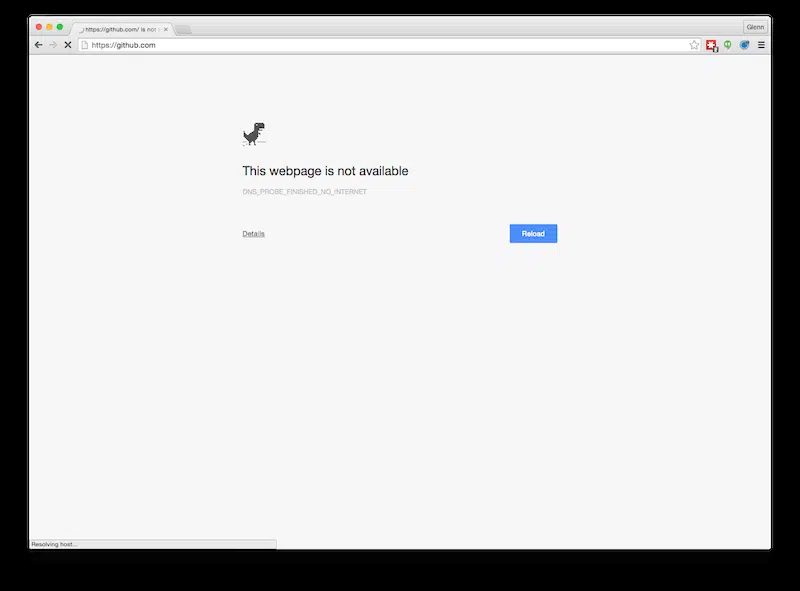 https://github.com/ is not
Glenn
https://github.com
This webpage is not available
DNS_PROBE_FINISHED_NO_INTERNET
Details
Reload
Resolving host...